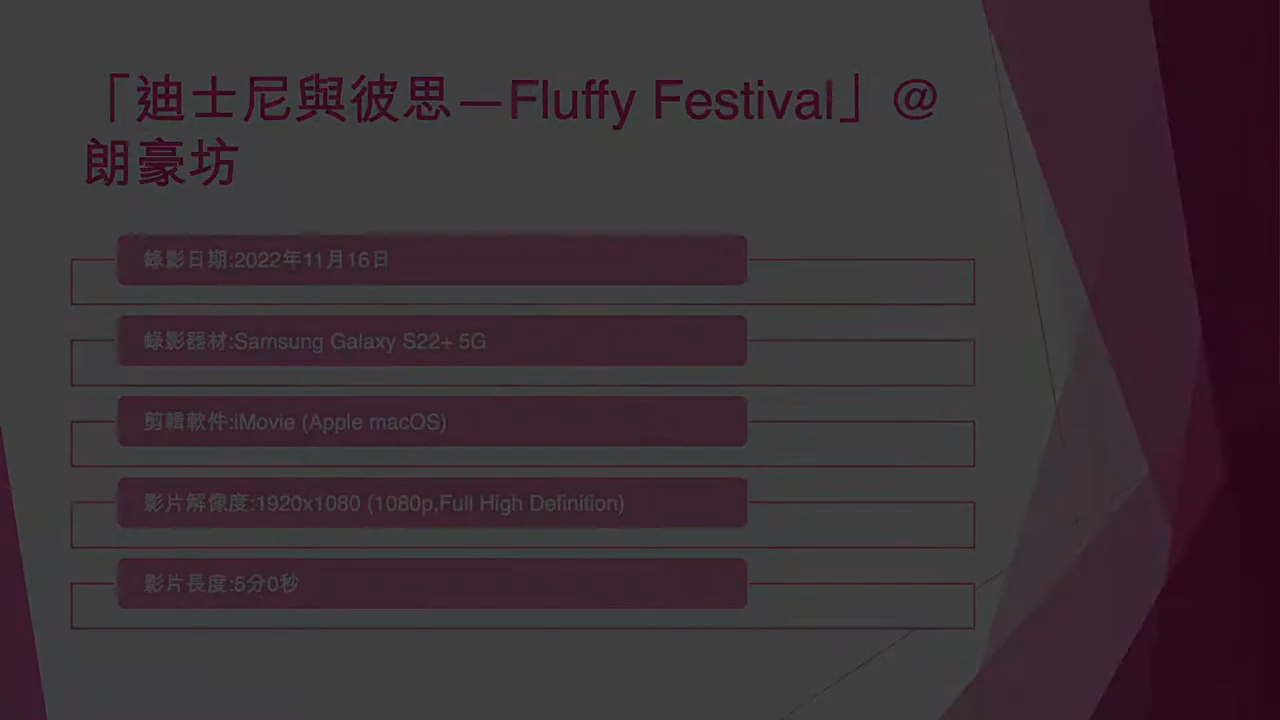 「迪士尼與彼思—Fluffy Festival」@
朗豪坊
錄影日期:2022年11月16日
錄影器材:Samsung Galaxy S22+ 5G
剪輯軟件:iMovie (Apple macOS)
影片解像度:1920x1080 (1080p,Full High Definition)
影片長度:5分0秒